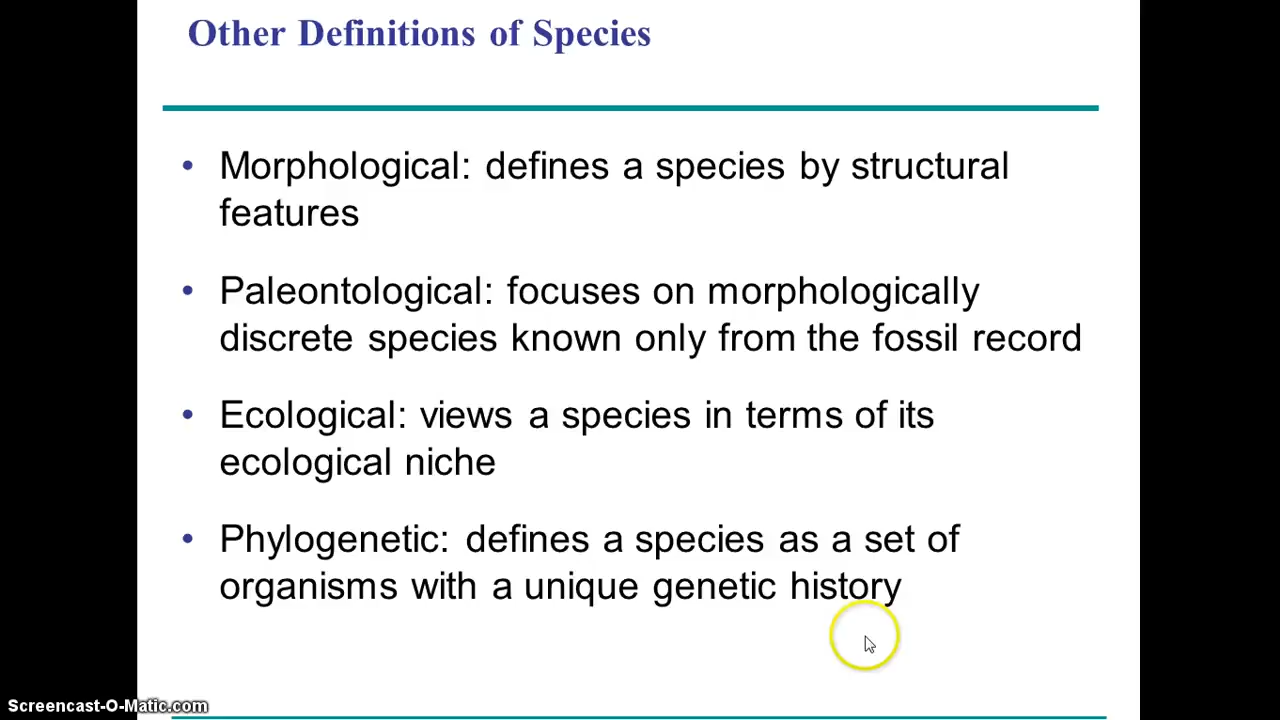 Other Definitions of Species
• Morphological: defines a species by structural
features
• Paleontological: focuses on morphologically
discrete species known only from the fossil record
• Ecological: views a species in terms of its
ecological niche
• Phylogenetic: defines a species as a set of
organisms with a unique genetic history
Screencast-O-Matic.com